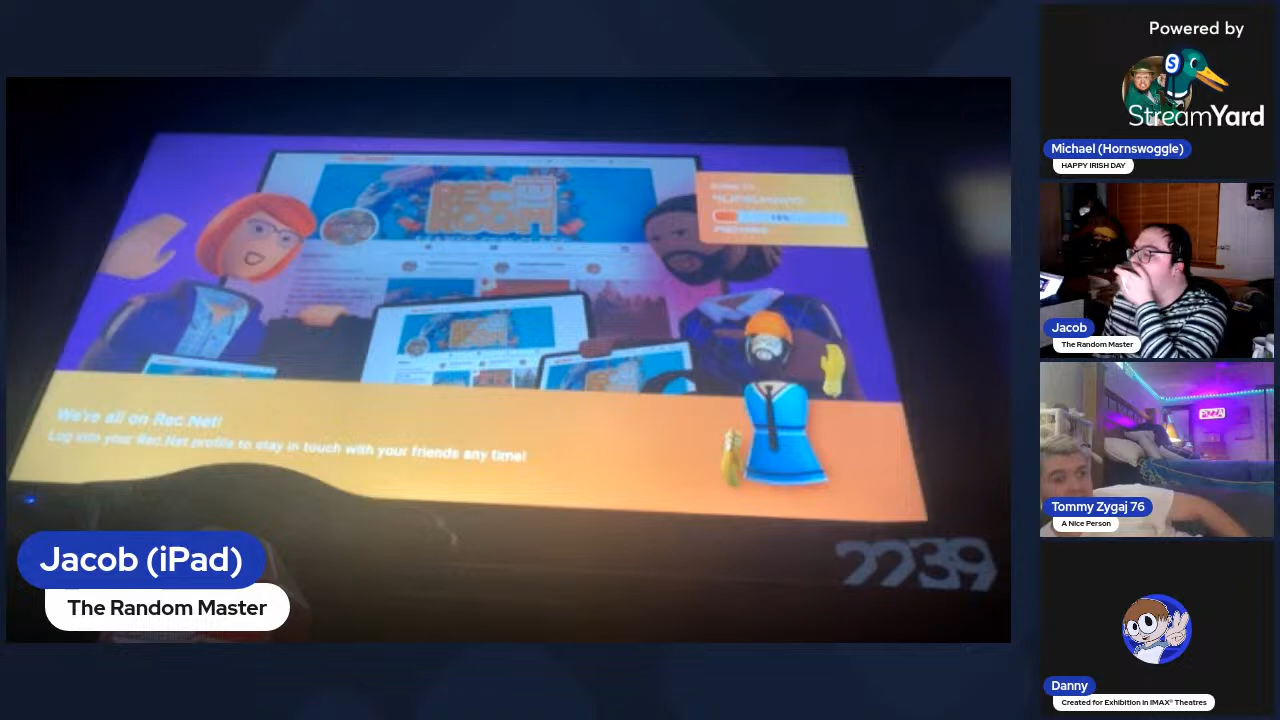 Powered by
StreamYard
Michael (Hornswoggle)
HAPPY IRISH DAY
REC
ROOM
We're all on Rec.Net!
Log into your Rec.Net profile to stay in touch with your friends any time!
Jacob
The Random Master
Tommy Zygaj 76
A Nice Person
Jacob (iPad)
The Random Master
Danny
Created for Exhibition in IMAX® Theatres